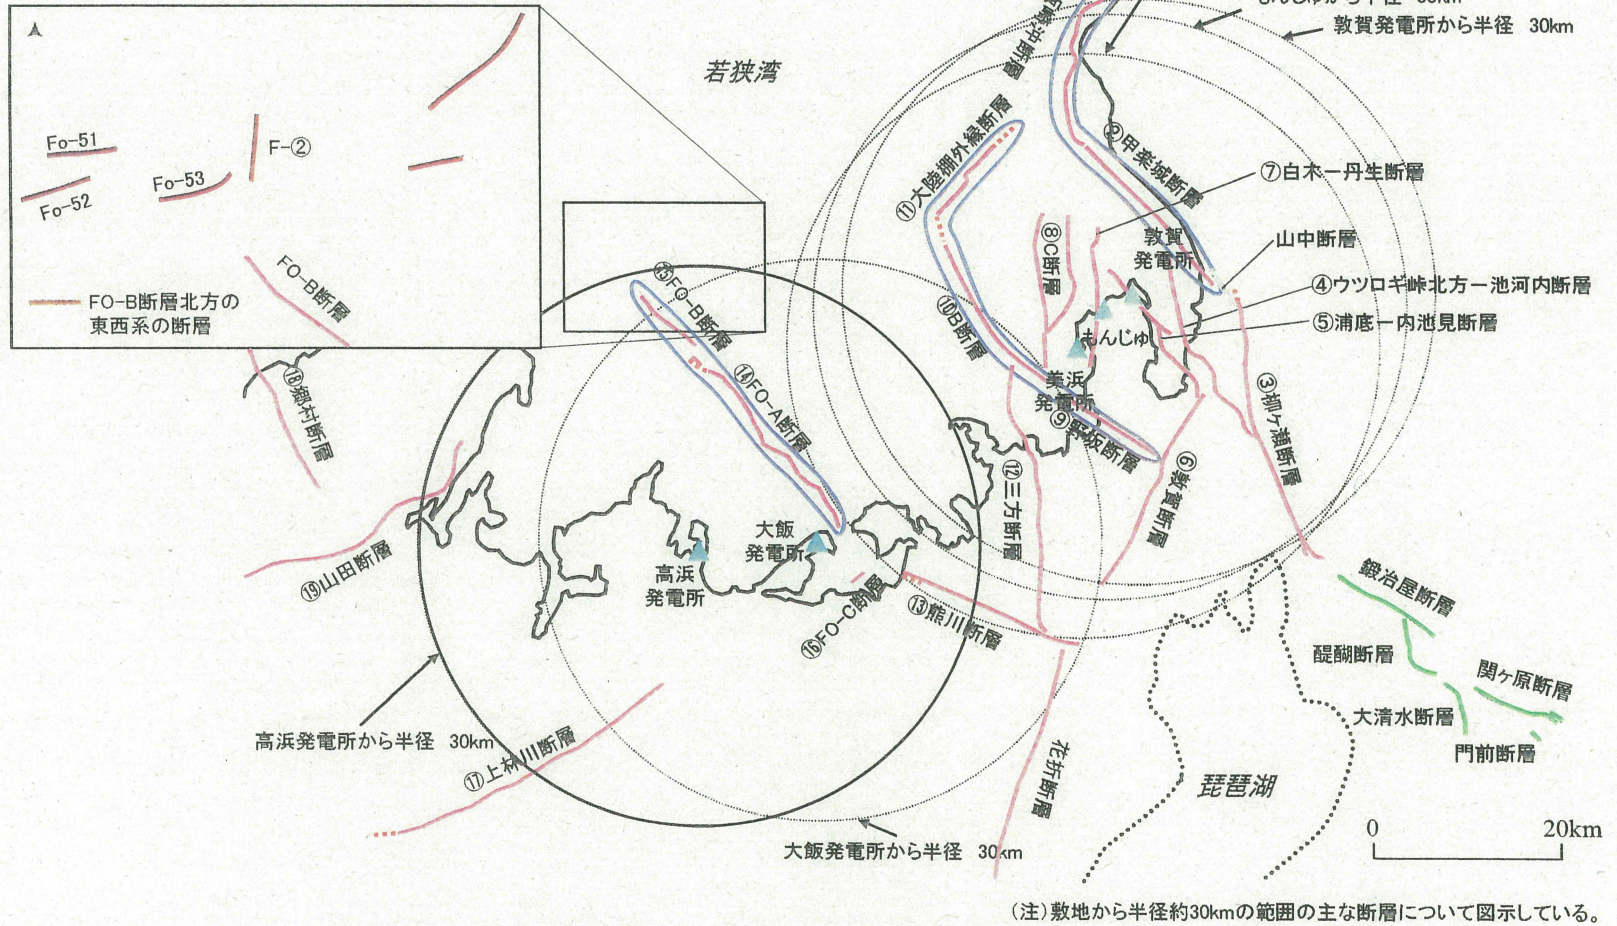 敦賀発電所から半径 30km
若狭湾
Fo-51
Fo-52
Fo-53
F-②
FO-B断層
FO-B断層北方の
東西系の断層
②甲楽城断層
⑪大陸棚外縁断層
⑦白木ー丹生断層
⑧C断層
敦賀
発電所
山中断層
④ウツロギ峠北方ー池河内断層
⑤浦底ー内池見断層
もんじゅ
⑩B断層
美浜
発電所
⑨野坂断層
③柳ヶ瀬断層
⑮FO-B断層
⑭FO-A断層
⑱郷村断層
⑫三方断層
⑥敦賀断層
大飯
発電所
高浜
発電所
⑲山田断層
⑯FO-C断層
⑬熊川断層
鍛冶屋断層
醍醐断層
関ヶ原断層
大清水断層
門前断層
高浜発電所から半径 30km
⑰上林川断層
花折断層
琵琶湖
大飯発電所から半径 30km
0 20km
(注)敷地から半径約30kmの範囲の主な断層について図示している。